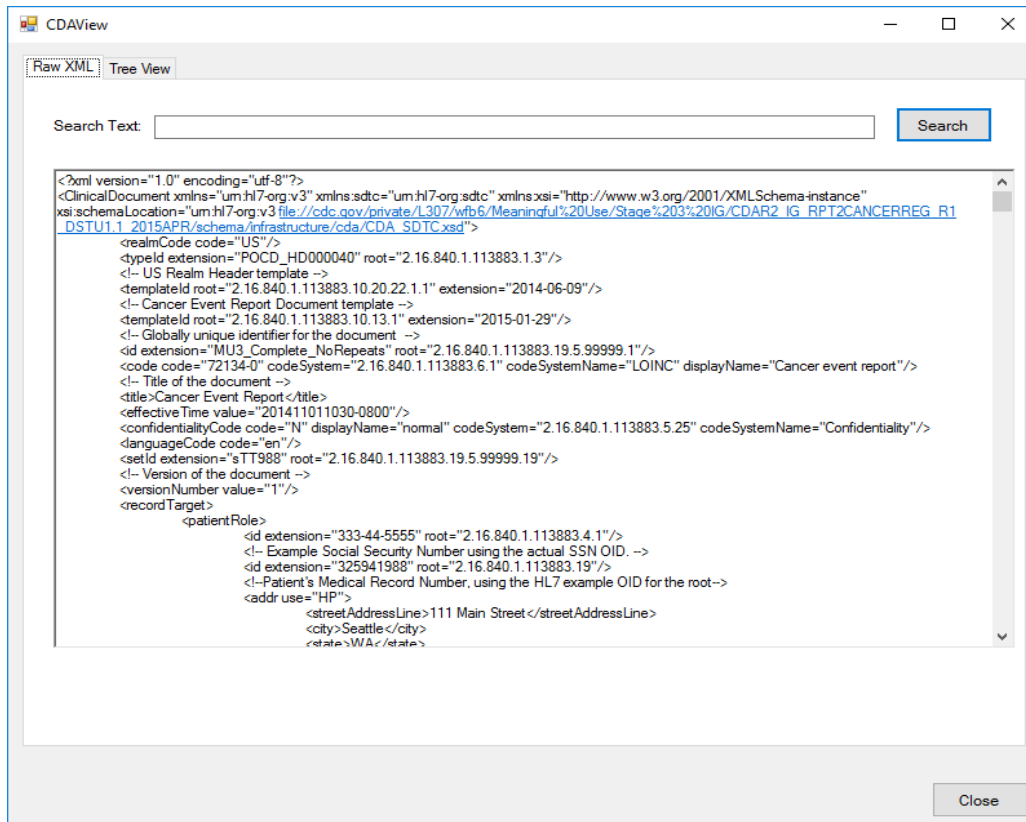 CDAView
Raw XML
Tree View
Search Text:
Search
<?xml version="1.0" encoding="utf-8"?>
<ClinicalDocument xmlns="urn:hl7-org:v3" xmlns:sdtc="urn:hl7-org:sdtc" xmlns:xsi="http://www.w3.org/2001/XMLSchema-instance"
xsi:schemaLocation="urn:hl7-org:v3 file://cdc.gov/private/L307/wfb6/Meaningful%20Use/Stage%203%20IG/CDAR2_IG_RPT2CANCERREG_R1
_DSTU1.1_2015APR/schema/infrastructure/cda/CDA_SDTC.xsd">
<realmCode code="US"/>
<typeId extension="POCD_HD000040" root="2.16.840.1.113883.1.3"/>
<!-- US Realm Header template -->
<templateId root="2.16.840.1.113883.10.20.22.1.1" extension="2014-06-09"/>
<!-- Cancer Event Report Document template -->
<templateId root="2.16.840.1.113883.10.13.1" extension="2015-01-29"/>
<!-- Globally unique identifier for the document  -->
<id extension="MU3_Complete_NoRepeats" root="2.16.840.1.113883.19.5.99999.1"/>
<code code="72134-0" codeSystem="2.16.840.1.113883.6.1" codeSystemName="LOINC" displayName="Cancer event report"/>
<!-- Title of the document -->
<title>Cancer Event Report</title>
<effectiveTime value="201411011030-0800"/>
<confidentialityCode code="N" displayName="normal" codeSystem="2.16.840.1.113883.5.25" codeSystemName="Confidentiality"/>
<languageCode code="en"/>
<setId extension="sTT988" root="2.16.840.1.113883.19.5.99999.19"/>
<!-- Version of the document -->
<versionNumber value="1"/>
<recordTarget>
<patientRole>
<id extension="333-44-5555" root="2.16.840.1.113883.4.1"/>
<!-- Example Social Security Number using the actual SSN OID. -->
<id extension="325941988" root="2.16.840.1.113883.19"/>
<!--Patient's Medical Record Number, using the HL7 example OID for the root-->
<addr use="HP">
<streetAddressLine>111 Main Street</streetAddressLine>
<city>Seattle</city>
<state>WA</state>
Close